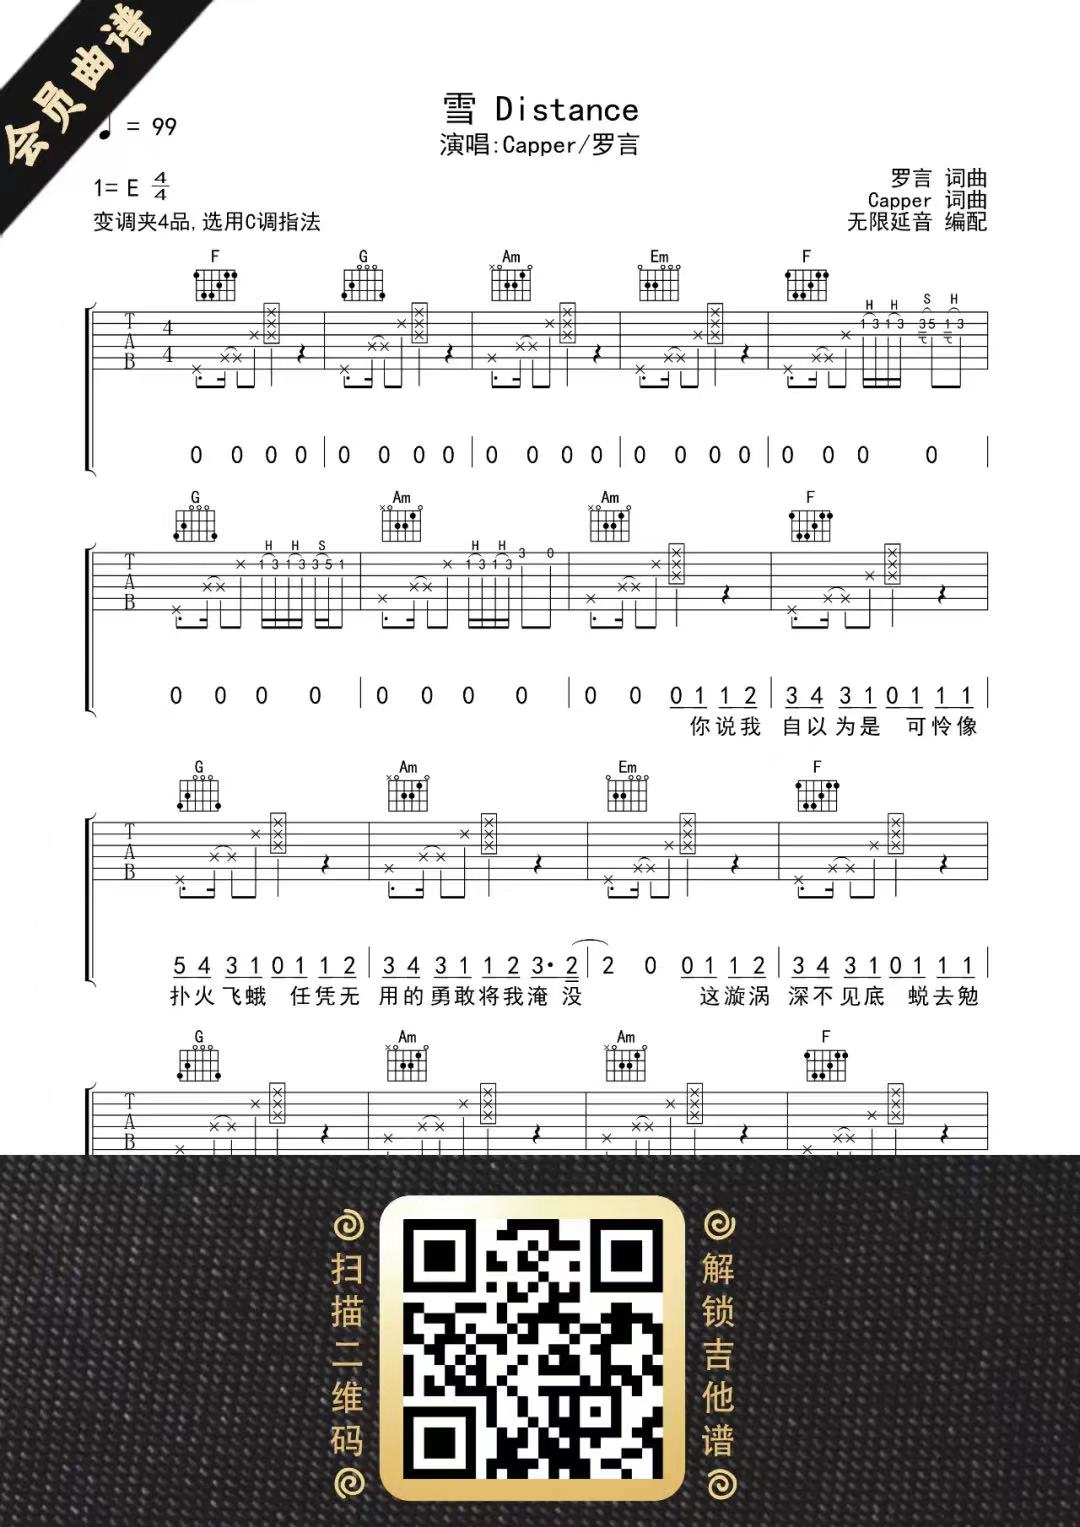 会员曲谱
雪 Distance
演唱:Capper/罗言
♩ = 99
1= E 4/4
变调夹4品,选用C调指法
罗言 词曲
Capper 词曲
无限延音 编配
F G Am Em F
H H S H
T 4 1 3 1 3 3 5 1 3
A 4
B
0 0 0 0 0 0 0 0 0 0 0 0 0 0 0 0 0 0 0 0
G Am Am F
H H S H H
T 1 3 1 3 3 5 1 1 3 1 3 3 0
A
B
0 0 0 0 0 0 0 0 0 0 0 1 1 2 3 4 3 1 0 1 1 1
你说我 自以为是 可怜像
G Am Em F
T
A
B
5 4 3 1 0 1 1 2 3 4 3 1 1 2 3· 2 2 0 0 1 1 2 3 4 3 1 0 1 1 1
扑火飞蛾 任凭无 用的勇敢将我淹没 这漩涡 深不见底 蜕去勉
G Am Am F
T
A
B
扫描二维码
解锁吉他谱